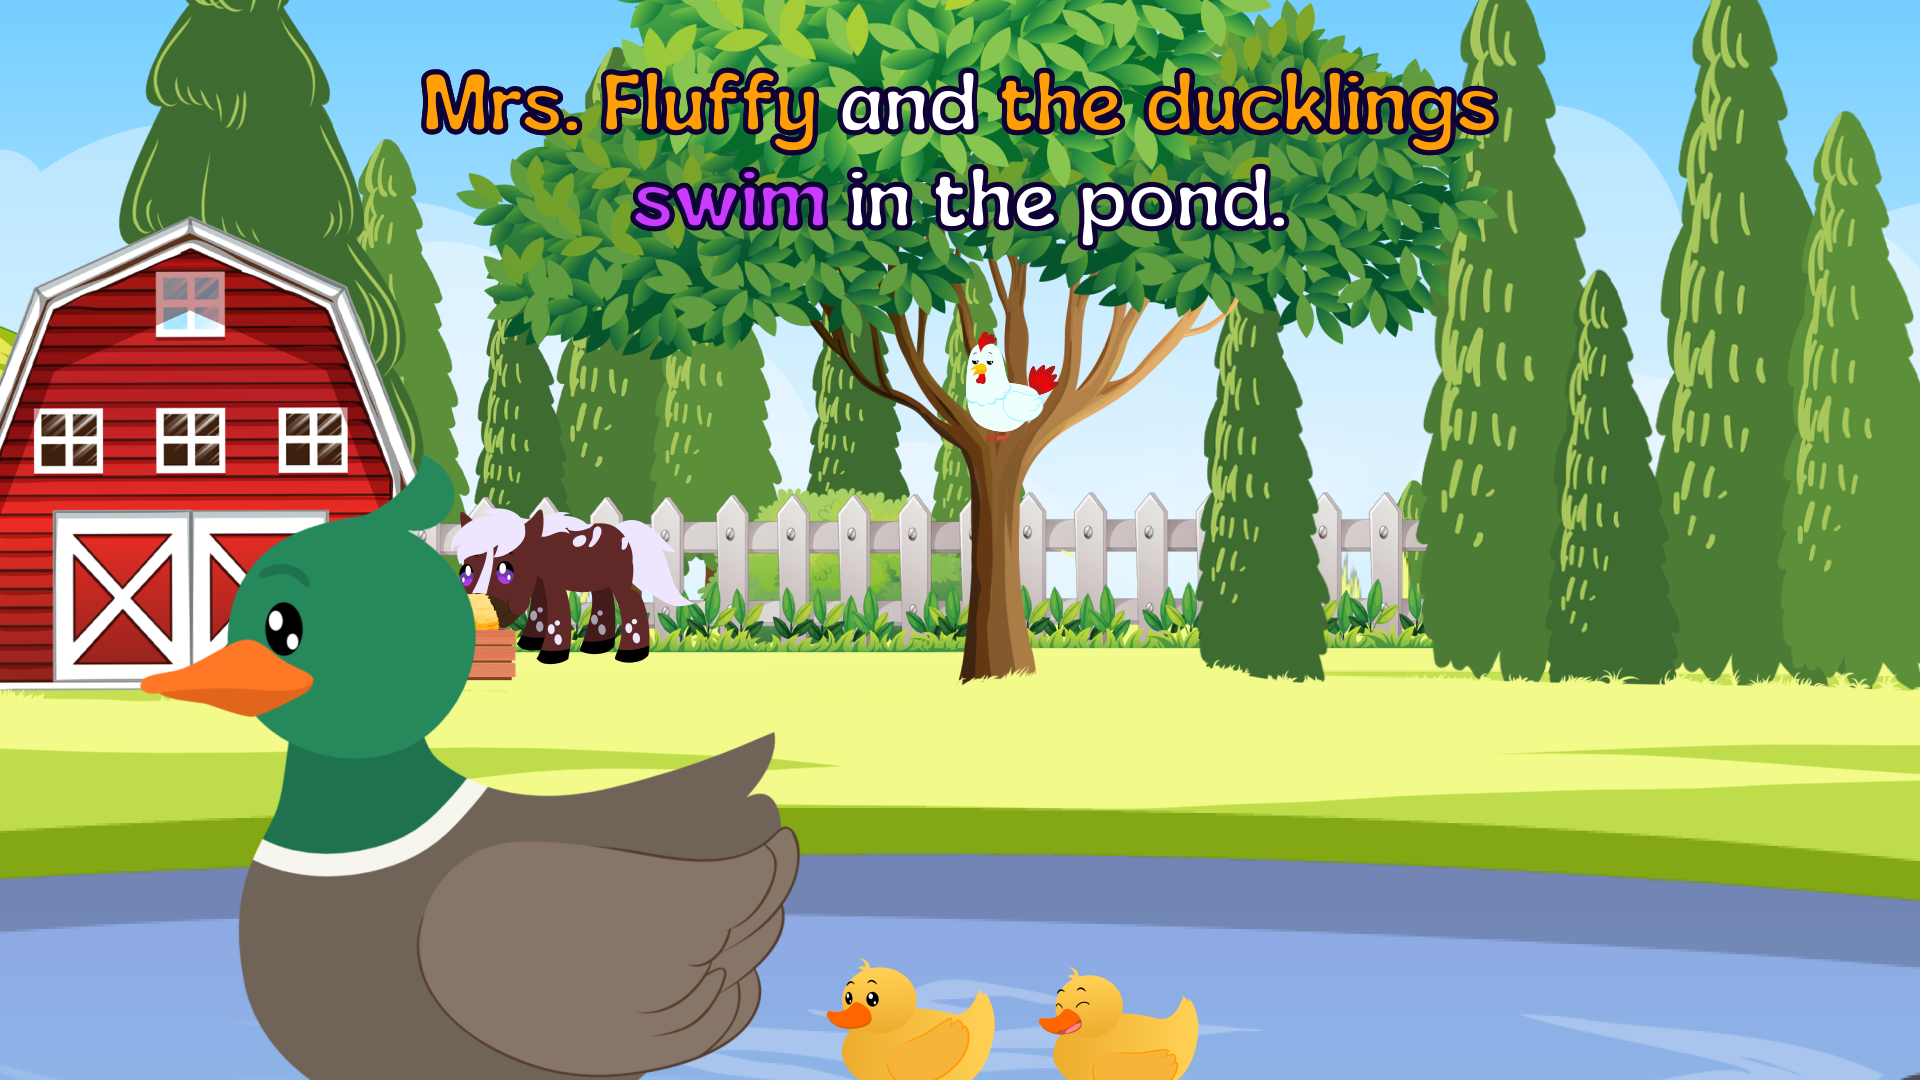 Mrs. Fluffy and the ducklings
swim in the pond.